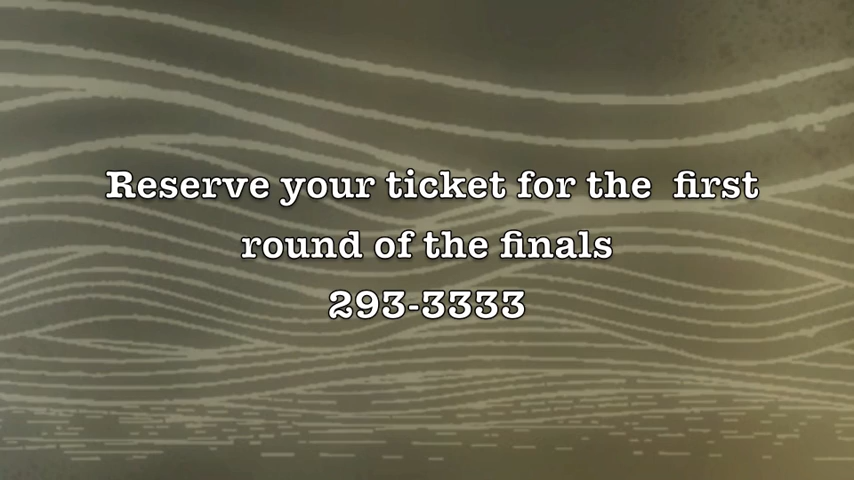 Reserve your ticket for the  first
round of the finals
293-3333